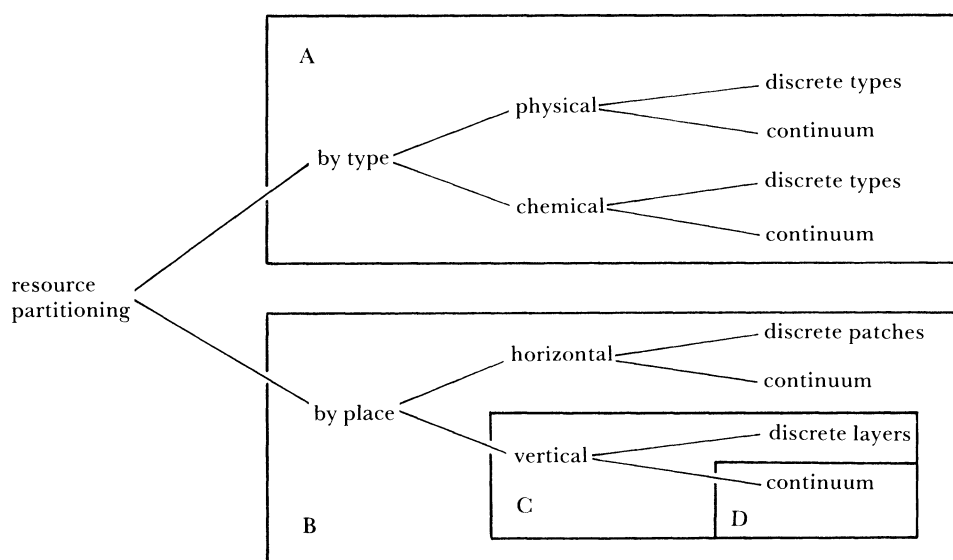 A
discrete types
physical
continuum
by type
discrete types
chemical
continuum
resource
partitioning
discrete patches
horizontal
continuum
by place
discrete layers
vertical
continuum
C
D
B